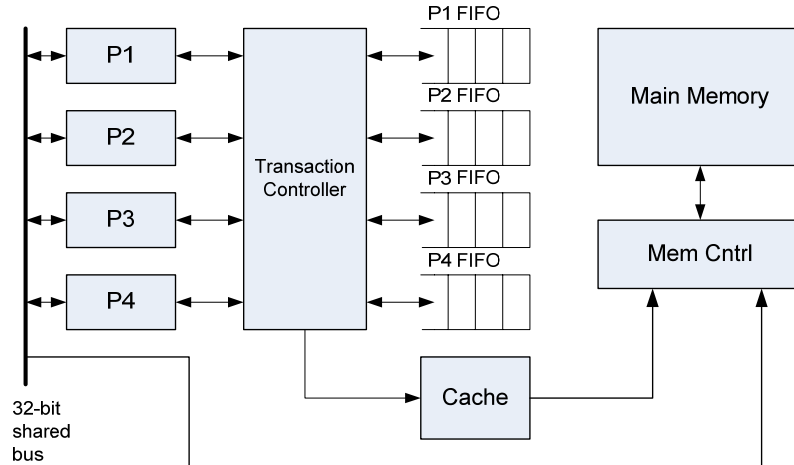 P1
P2
P3
P4
Transaction
Controller
P1 FIFO
P2 FIFO
P3 FIFO
P4 FIFO
Main Memory
Mem Cntrl
Cache
32-bit
shared
bus